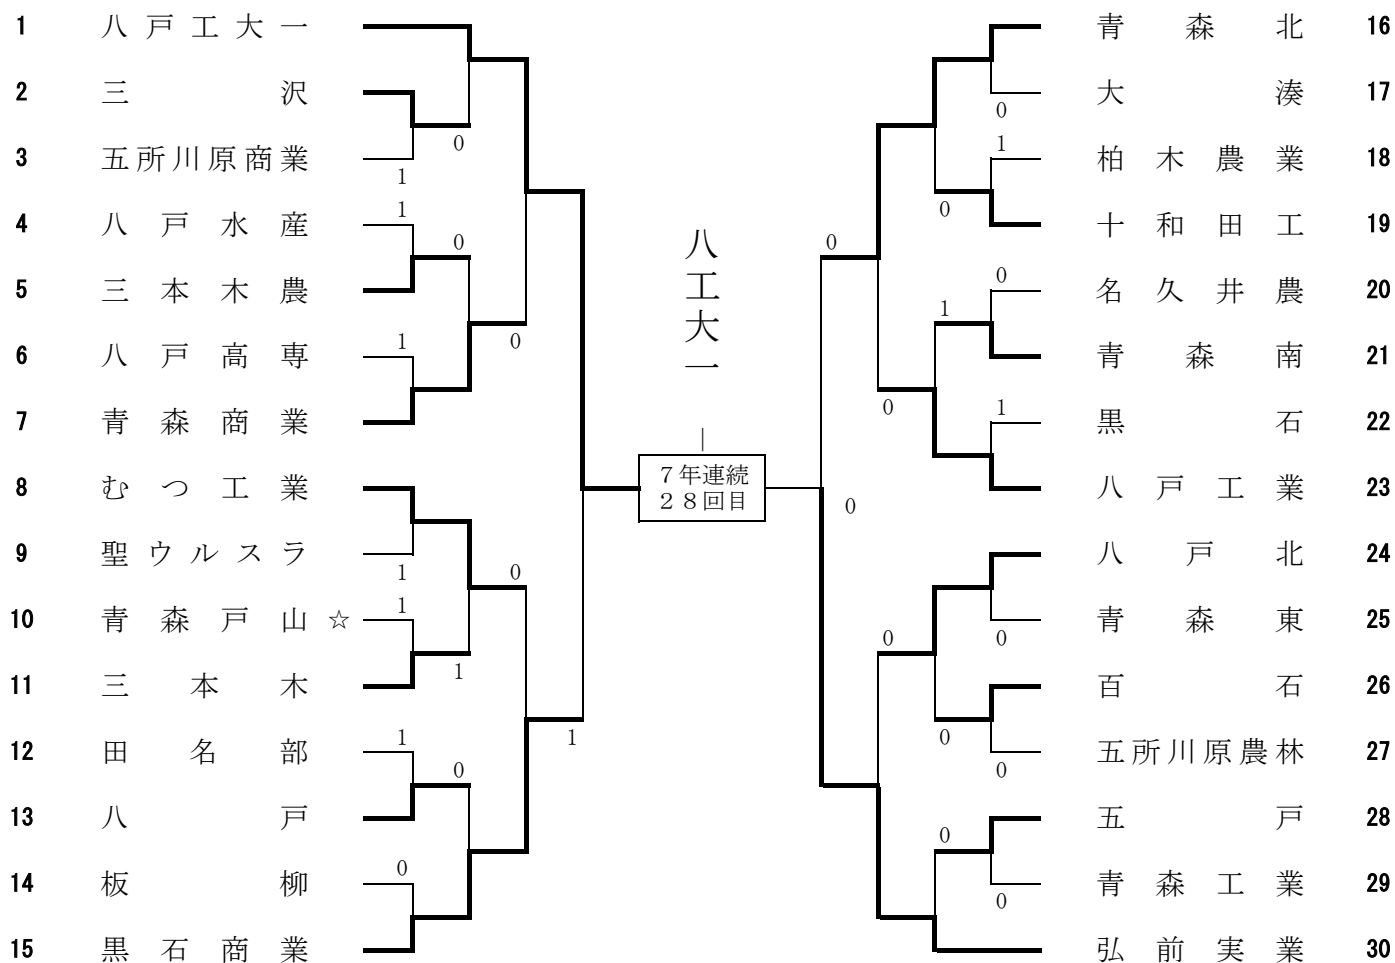 1 八戸工大一
2 三沢
0
3 五所川原商業
1
4 八戸水産
1
0
5 三本木農
6 八戸高専
1
0
7 青森商業
8 むつ工業
9 聖ウルスラ
1
0
10 青森戸山 ☆
1
11 三本木
1
12 田名部
1
1
13 八戸
0
14 板柳
0
15 黒石商業
八工大一
|
7年連続
28回目
青森北 16
大湊 17
0
柏木農業 18
1
十和田工 19
0
0
名久井農 20
0
青森南 21
1
黒石 22
1
0
八戸工業 23
0
八戸北 24
青森東 25
0
0
百石 26
五所川原農林 27
0
0
五戸 28
0
青森工業 29
0
弘前実業 30